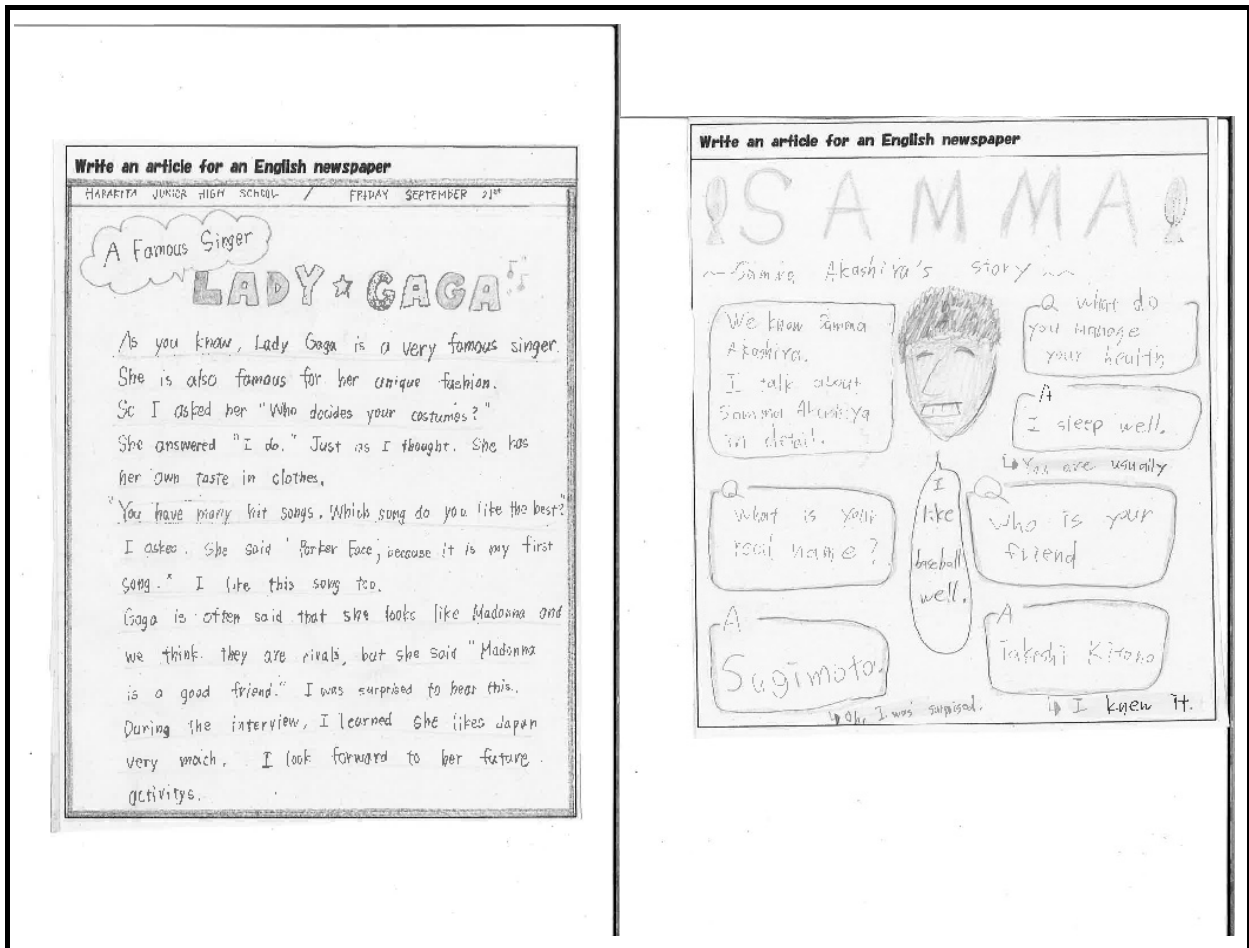 Write an article for an English newspaper
HARAKITA JUNIOR HIGH SCHOOL / FRIDAY SEPTEMBER 21st
A Famous Singer
LADY☆GAGA
As you know, Lady Gaga is a very famous singer.
She is also famous for her unique fashion.
So I asked her "Who decides your costumes?"
She answered "I do." Just as I thought. She has
her own taste in clothes.
"You have many hit songs. Which song do you like the best?"
I asked. She said 'Porker Face, because it is my first
song." I like this song too.
Gaga is often said that she looks like Madonna and
we think they are rivals, but she said "Madonna
is a good friend." I was surprised to hear this.
During the interview, I learned she likes Japan
very mach. I look forward to her future
activitys.
Write an article for an English newspaper
SAMMA
~Samma Akashiya's story~~
We know Samma
Akashiya.
I talk about
Samma Akashiya
in detail.
Q What do
you manage
your health
A
I sleep well.
↳ You are usually
Q
What is your
real name?
A
Sugimoto.
↳ Oh, I was surprised.
I
like
baseball
well.
Q
Who is your
friend
A
Takeshi Kitano
↳ I knew it.